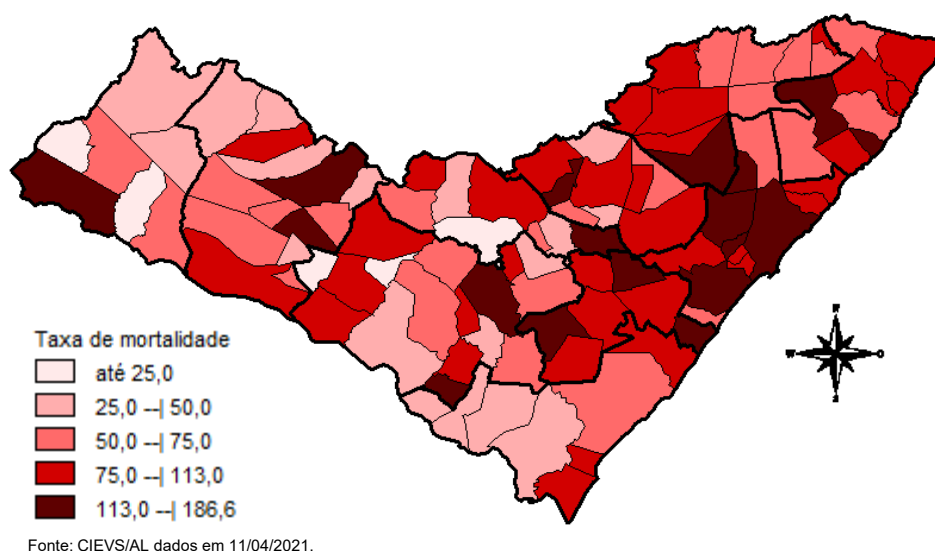 Taxa de mortalidade
até 25,0
25,0 --| 50,0
50,0 --| 75,0
75,0 --| 113,0
113,0 --| 186,6
Fonte: CIEVS/AL dados em 11/04/2021.